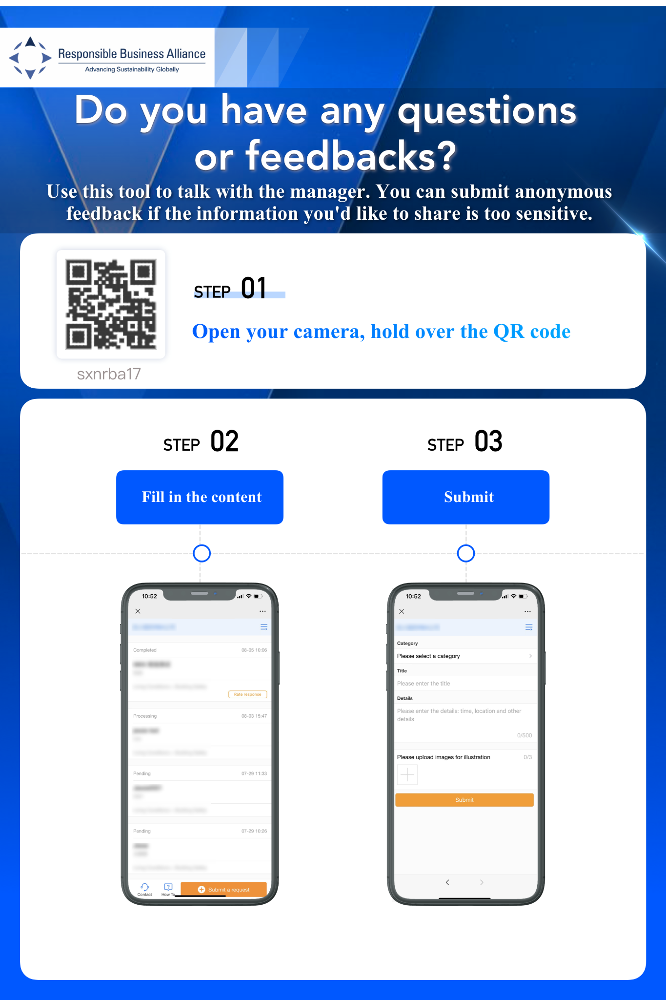 Responsible Business Alliance
Advancing Sustainability Globally
Do you have any questions
or feedbacks?
Use this tool to talk with the manager. You can submit anonymous
feedback if the information you'd like to share is too sensitive.
STEP 01
Open your camera, hold over the QR code
sxnrba17
STEP 02
Fill in the content
10:52
Completed 08-05 10:06
Rate response
Processing 08-03 15:47
Pending 07-29 11:33
Pending 07-29 10:26
Contact
How To
Submit a request
STEP 03
Submit
10:52
Category
Please select a category
Title
Please enter the title
Details
Please enter the details: time, location and other
details
0/500
Please upload images for illustration 0/3
Submit